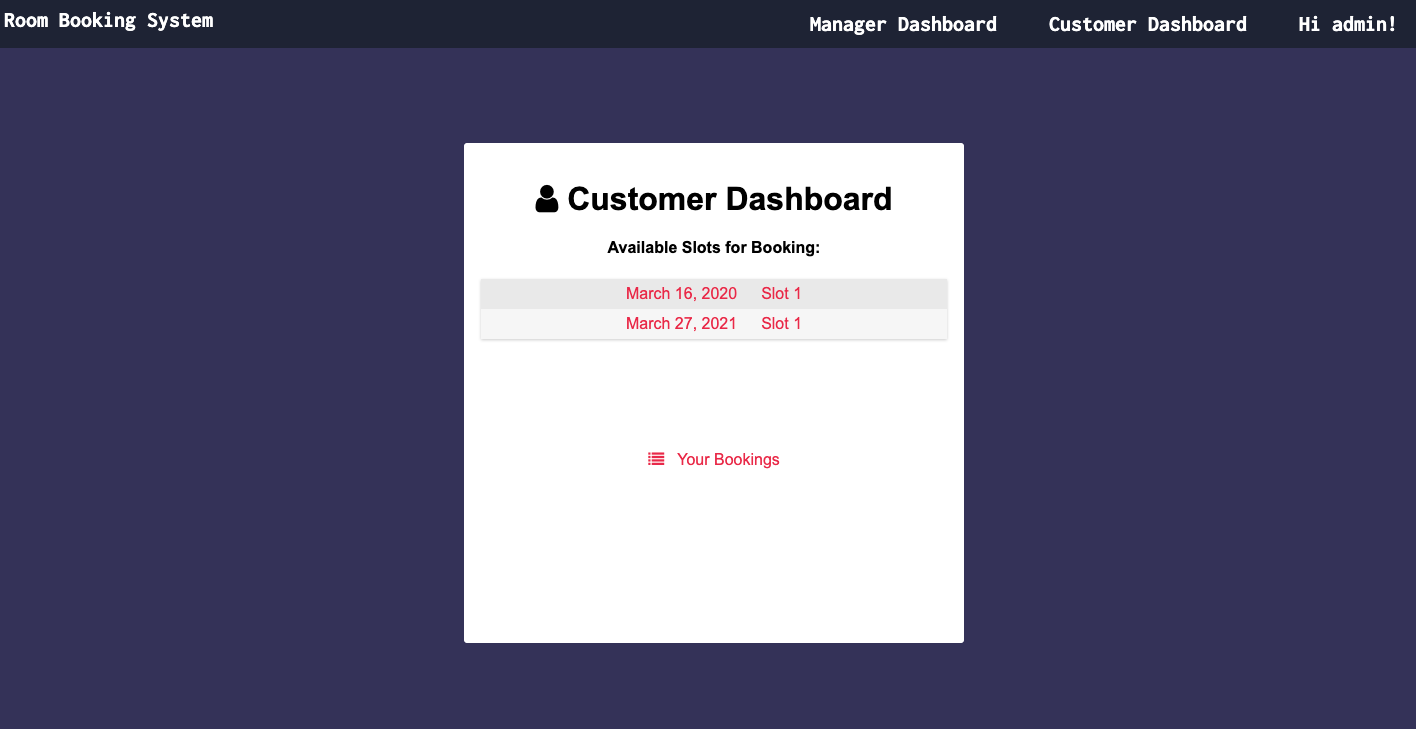 Room Booking System
Manager Dashboard Customer Dashboard Hi admin!
Customer Dashboard
Available Slots for Booking:
March 16, 2020 Slot 1
March 27, 2021 Slot 1
Your Bookings